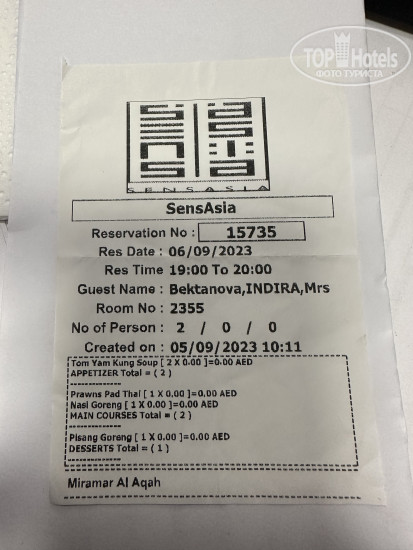 TOP Hotels
ФОТО ТУРИСТА
SENSASIA
SensAsia
Reservation No : 15735
Res Date : 06/09/2023
Res Time 19:00 To 20:00
Guest Name : Bektanova,INDIRA,Mrs
Room No : 2355
No of Person : 2 / 0 / 0
Created on : 05/09/2023 10:11
Tom Yam Kung Soup [ 2 X 0.00 ]=0.00 AED
APPETIZER Total = ( 2 )
---------------
Prawns Pad Thai [ 1 X 0.00 ]=0.00 AED
Nasi Goreng [ 1 X 0.00 ]=0.00 AED
MAIN COURSES Total = ( 2 )
---------------
Pisang Goreng [ 1 X 0.00 ]=0.00 AED
DESSERTS Total = ( 1 )
---------------
Miramar Al Aqah